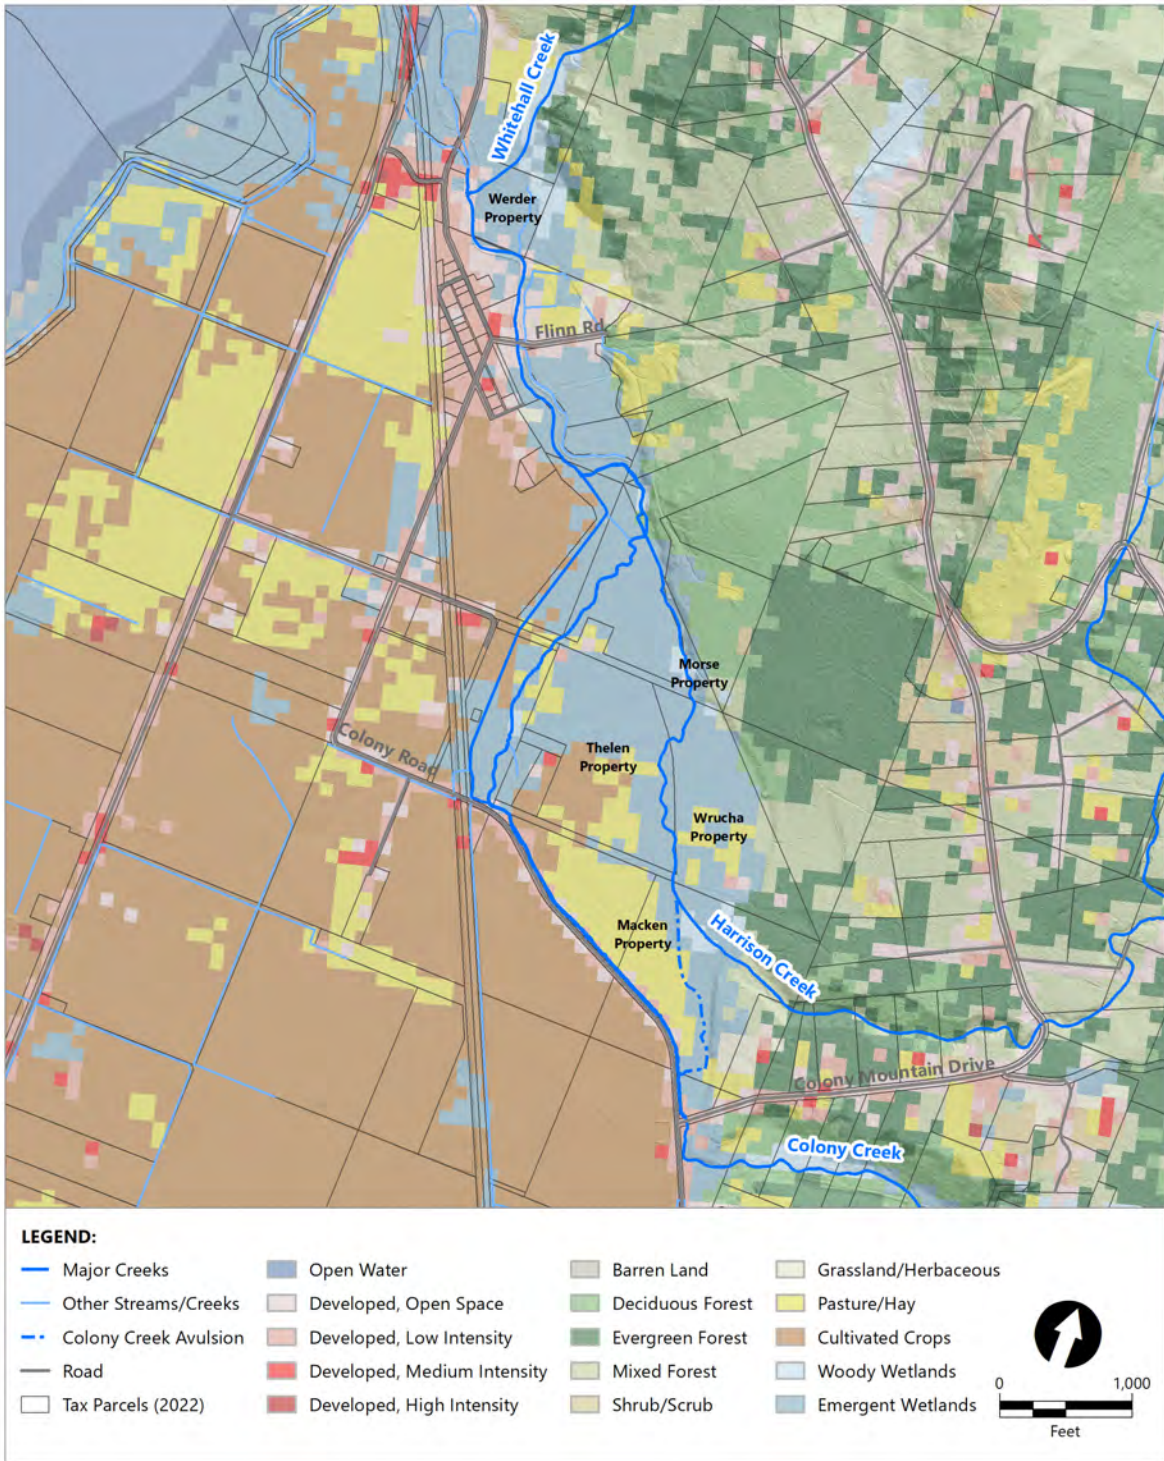 Whitehall Creek
Werder
Property
Flinn Rd
Morse
Property
Colony Road
Thelen
Property
Wrucha
Property
Macken
Property
Harrison Creek
Colony Mountain Drive
Colony Creek
LEGEND:
Major Creeks
Other Streams/Creeks
Colony Creek Avulsion
Road
Tax Parcels (2022)
Open Water
Developed, Open Space
Developed, Low Intensity
Developed, Medium Intensity
Developed, High Intensity
Barren Land
Deciduous Forest
Evergreen Forest
Mixed Forest
Shrub/Scrub
Grassland/Herbaceous
Pasture/Hay
Cultivated Crops
Woody Wetlands
Emergent Wetlands
0 1,000
Feet